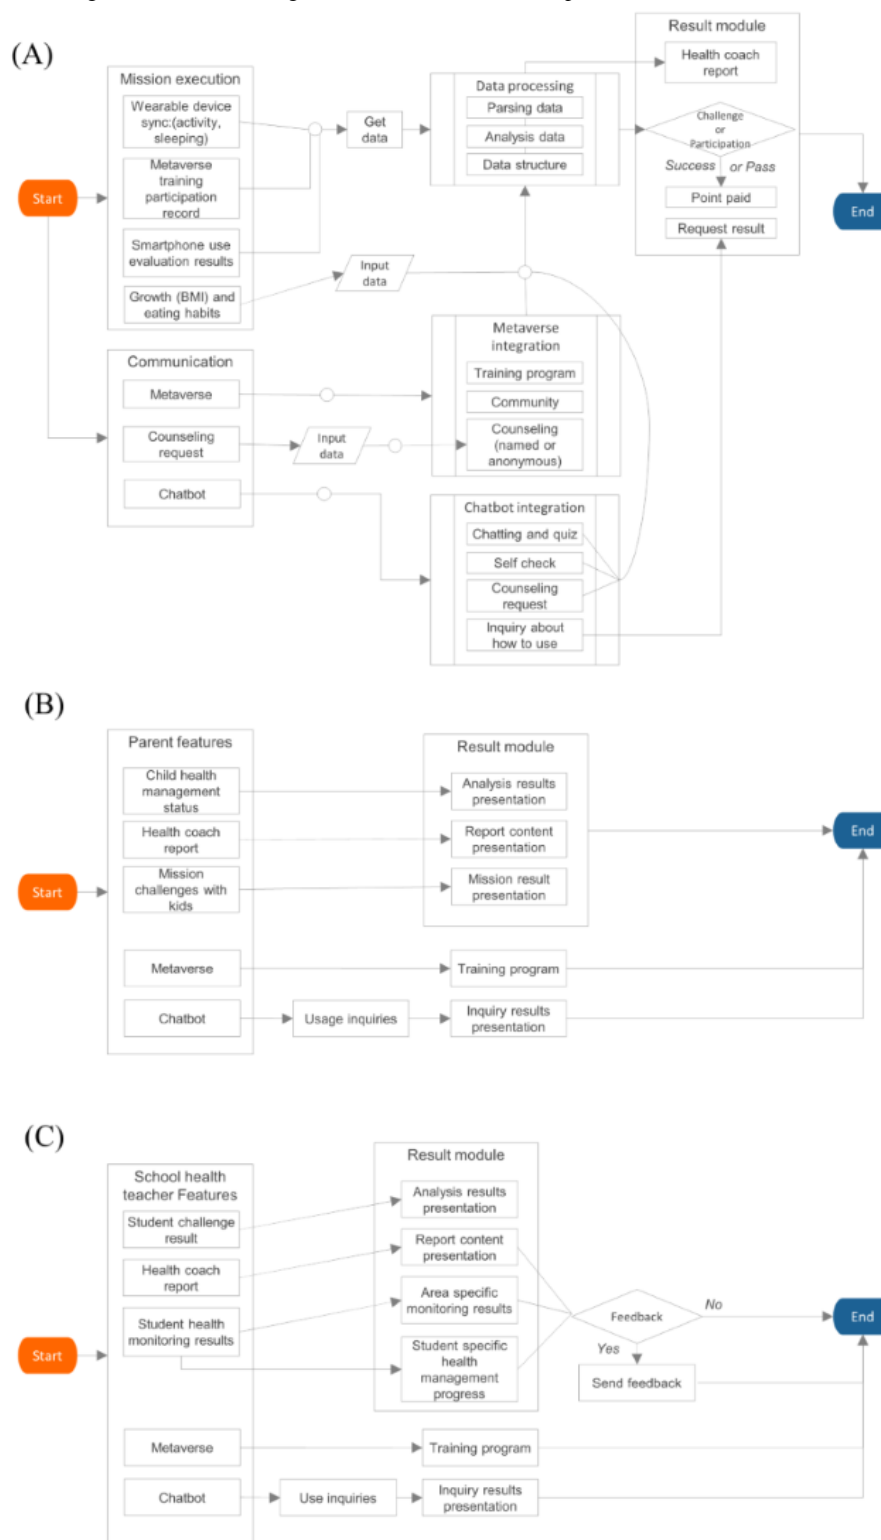 (A)
Result module
Health coach
report
Mission execution
Wearable device
sync:(activity,
sleeping)
Metaverse
training
participation
record
Smartphone use
evaluation results
Growth (BMI) and
eating habits
Get
data
Data processing
Parsing data
Analysis data
Data structure
Challenge
or
Participation
Success or Pass
Point paid
Request result
Start
End
Input
data
Communication
Metaverse
Counseling
request
Chatbot
Input
data
Metaverse
integration
Training program
Community
Counseling
(named or
anonymous)
Chatbot integration
Chatting and quiz
Self check
Counseling
request
Inquiry about
how to use
(B)
Parent features
Child health
management
status
Health coach
report
Mission
challenges with
kids
Metaverse
Chatbot
Start
Result module
Analysis results
presentation
Report content
presentation
Mission result
presentation
Training program
Usage inquiries
Inquiry results
presentation
End
(C)
School health
teacher Features
Student challenge
result
Health coach
report
Student health
monitoring results
Metaverse
Chatbot
Start
Result module
Analysis results
presentation
Report content
presentation
Area specific
monitoring results
Student specific
health
management
progress
Feedback
No
Yes
Send feedback
End
Training program
Use inquiries
Inquiry results
presentation